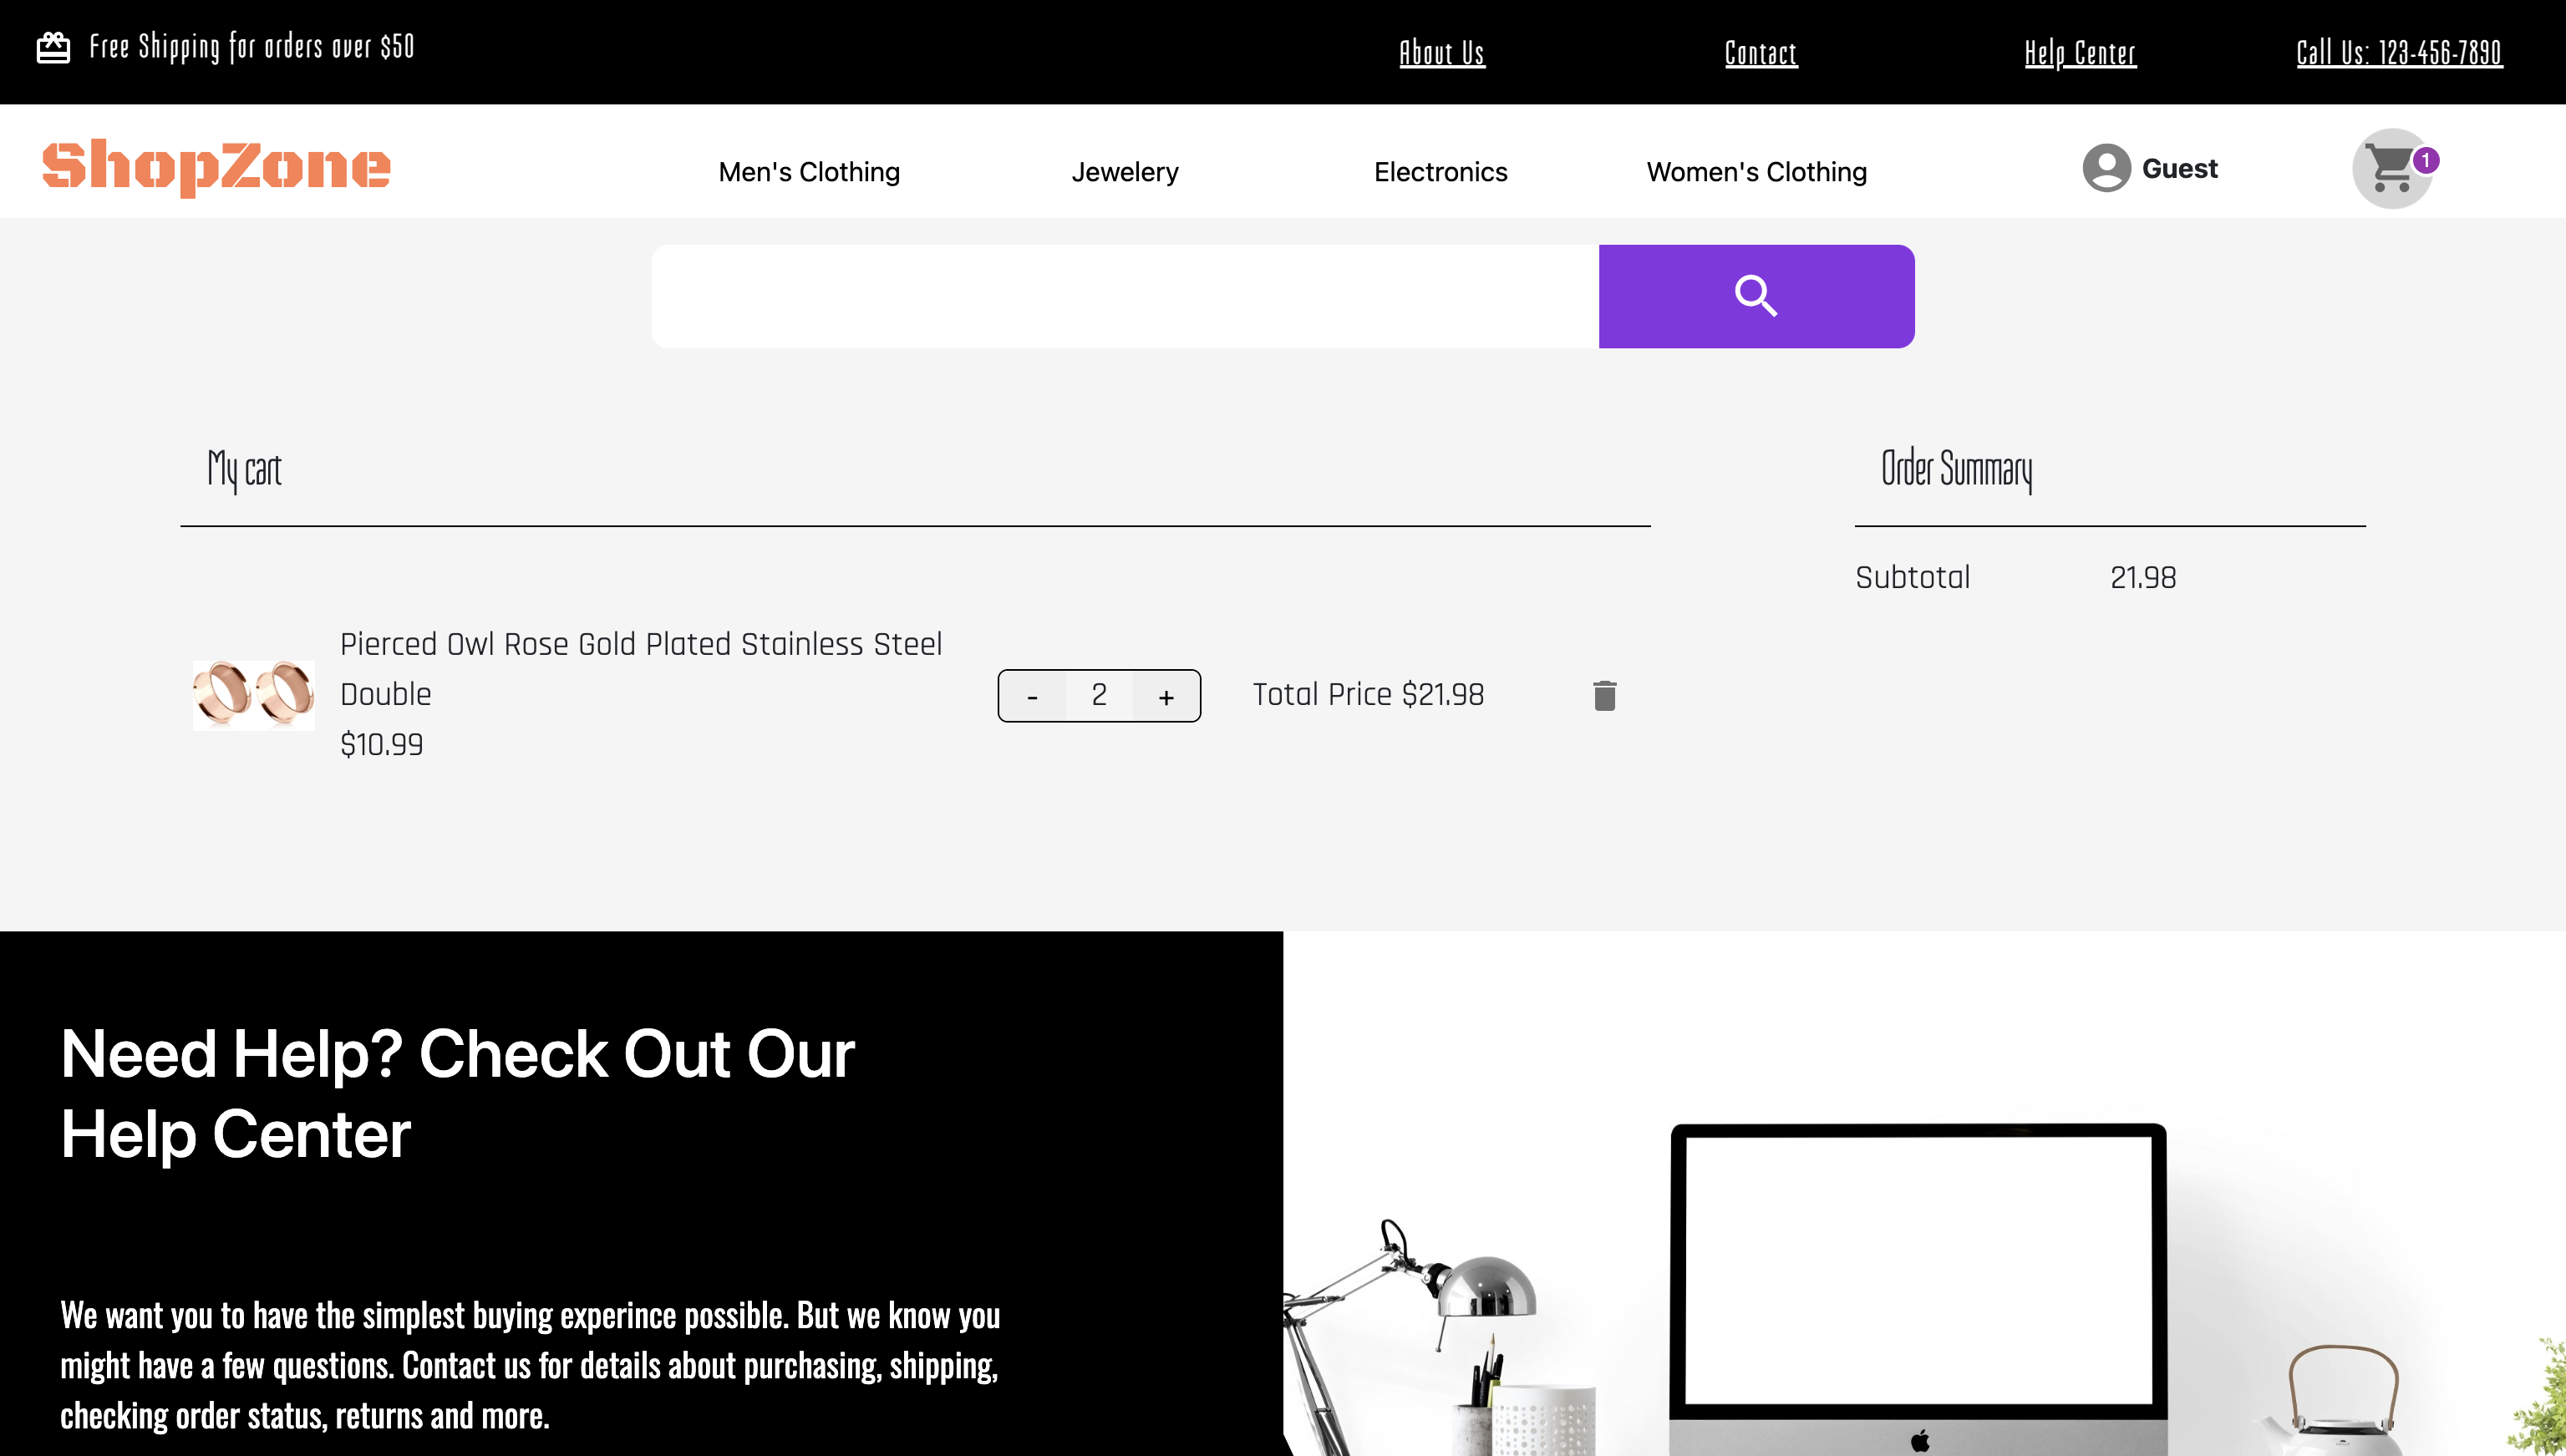 Free Shipping for orders over $50
About Us
Contact
Help Center
Call Us: 123-456-7890
ShopZone
Men's Clothing
Jewelery
Electronics
Women's Clothing
Guest
1
My cart
Order Summary
Subtotal
21.98
Pierced Owl Rose Gold Plated Stainless Steel
Double
$10.99
-
2
+
Total Price $21.98
Need Help? Check Out Our
Help Center
We want you to have the simplest buying experince possible. But we know you
might have a few questions. Contact us for details about purchasing, shipping,
checking order status, returns and more.